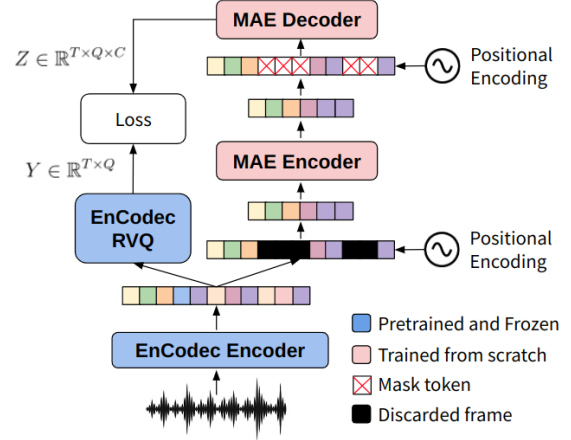 MAE Decoder
Z ∈ ℝ^{T×Q×C}
Positional
Encoding
Loss
MAE Encoder
Y ∈ ℝ^{T×Q}
EnCodec
RVQ
Positional
Encoding
EnCodec Encoder
Pretrained and Frozen
Trained from scratch
Mask token
Discarded frame